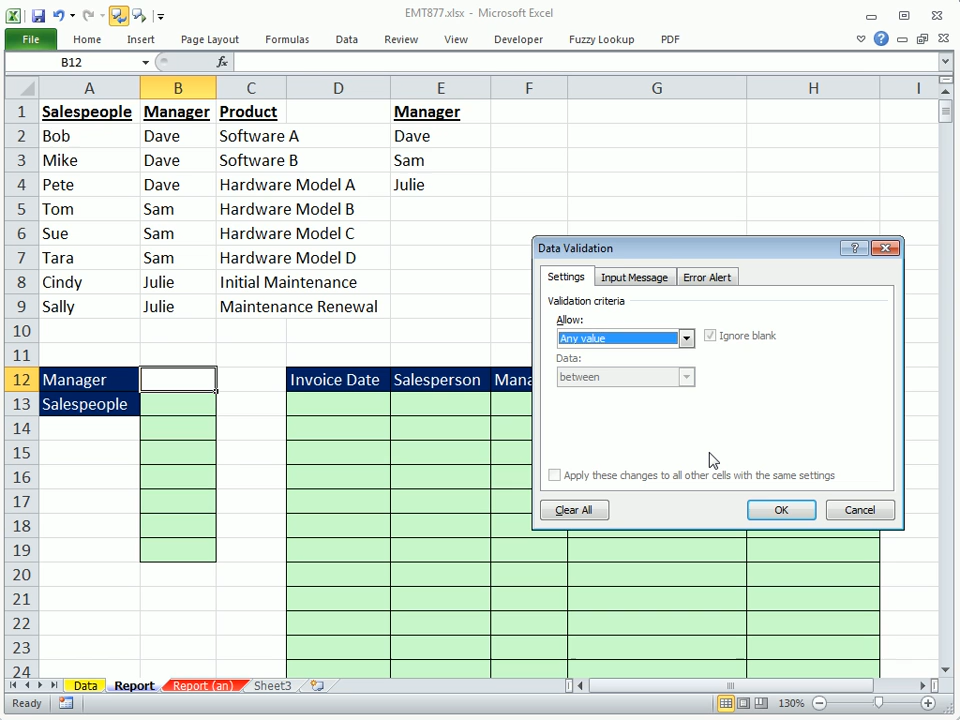 EMT877.xlsx - Microsoft Excel
File Home Insert Page Layout Formulas Data Review View Developer Fuzzy Lookup PDF
B12 fx
A B C D E F G H I
1 Salespeople Manager Product Manager
2 Bob Dave Software A Dave
3 Mike Dave Software B Sam
4 Pete Dave Hardware Model A Julie
5 Tom Sam Hardware Model B
6 Sue Sam Hardware Model C
7 Tara Sam Hardware Model D
8 Cindy Julie Initial Maintenance
9 Sally Julie Maintenance Renewal
10
11
12 Manager Invoice Date Salesperson Mana
13 Salespeople
14
15
16
17
18
19
20
21
22
23
24
Data Validation
Settings Input Message Error Alert
Validation criteria
Allow:
Any value Ignore blank
Data:
between
Apply these changes to all other cells with the same settings
Clear All OK Cancel
Data Report Report (an) Sheet3
Ready 130%